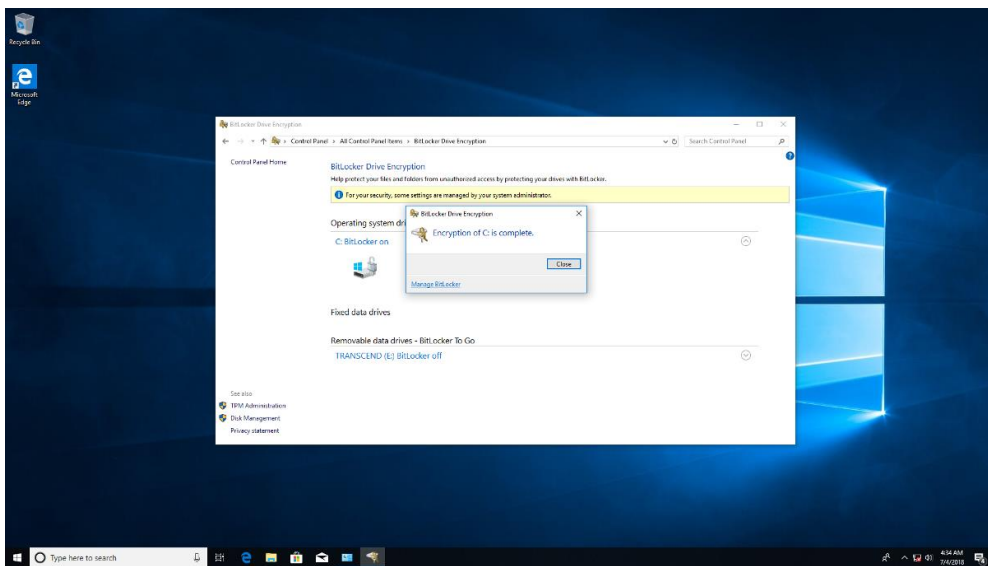 Recycle Bin
Microsoft
Edge
BitLocker Drive Encryption
Control Panel > All Control Panel Items > BitLocker Drive Encryption
Search Control Panel
Control Panel Home
BitLocker Drive Encryption
Help protect your files and folders from unauthorized access by protecting your drives with BitLocker.
For your security, some settings are managed by your system administrator.
Operating system dri
C: BitLocker on
BitLocker Drive Encryption
Encryption of C: is complete.
Close
Manage BitLocker
Fixed data drives
Removable data drives - BitLocker To Go
TRANSCEND (E:) BitLocker off
See also
TPM Administration
Disk Management
Privacy statement
Type here to search
4:34 AM
7/4/2018